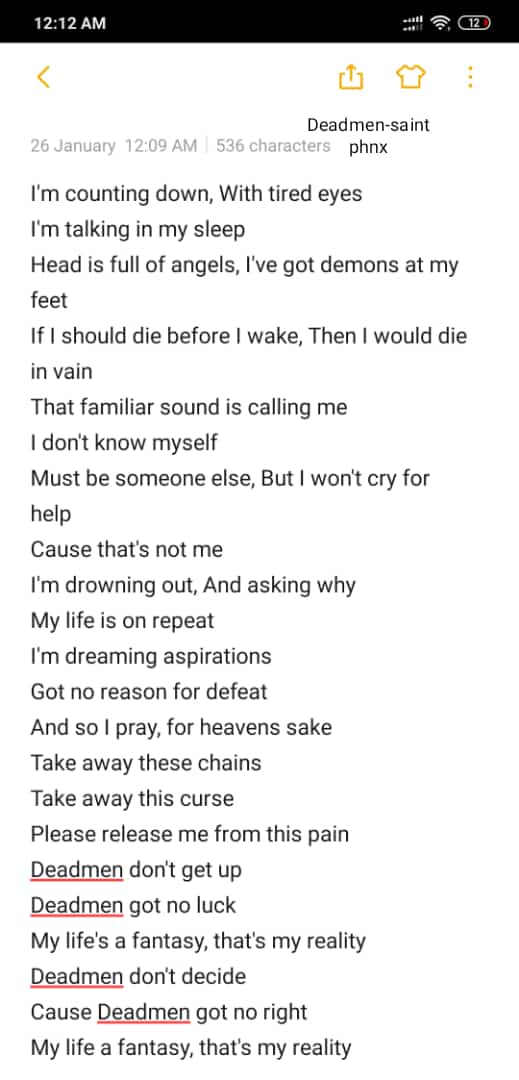 12:12 AM
12
Deadmen-saint
26 January 12:09 AM | 536 characters phnx
I'm counting down, With tired eyes
I'm talking in my sleep
Head is full of angels, I've got demons at my
feet
If I should die before I wake, Then I would die
in vain
That familiar sound is calling me
I don't know myself
Must be someone else, But I won't cry for
help
Cause that's not me
I'm drowning out, And asking why
My life is on repeat
I'm dreaming aspirations
Got no reason for defeat
And so I pray, for heavens sake
Take away these chains
Take away this curse
Please release me from this pain
Deadmen don't get up
Deadmen got no luck
My life's a fantasy, that's my reality
Deadmen don't decide
Cause Deadmen got no right
My life a fantasy, that's my reality